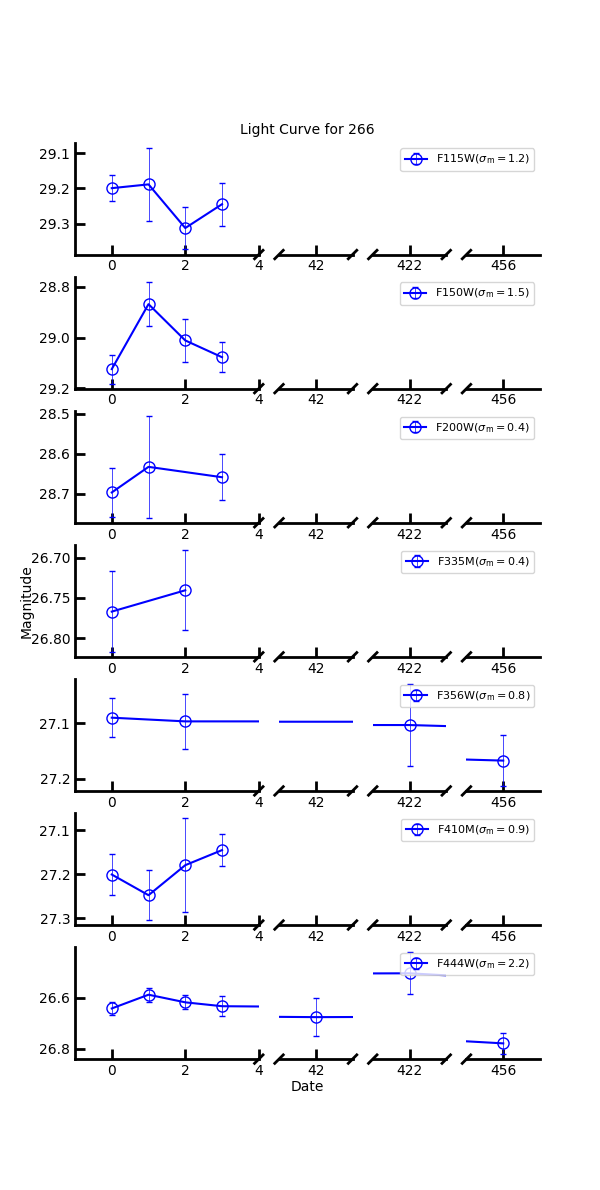 Light Curve for 266
29.1
29.2
29.3
F115W(σm = 1.2)
0 2 4 42 422 456
28.8
29.0
29.2
F150W(σm = 1.5)
0 2 4 42 422 456
28.5
28.6
28.7
F200W(σm = 0.4)
0 2 4 42 422 456
Magnitude
26.70
26.75
26.80
F335M(σm = 0.4)
0 2 4 42 422 456
27.1
27.2
F356W(σm = 0.8)
0 2 4 42 422 456
27.1
27.2
27.3
F410M(σm = 0.9)
0 2 4 42 422 456
26.6
26.8
F444W(σm = 2.2)
0 2 4 42 422 456
Date